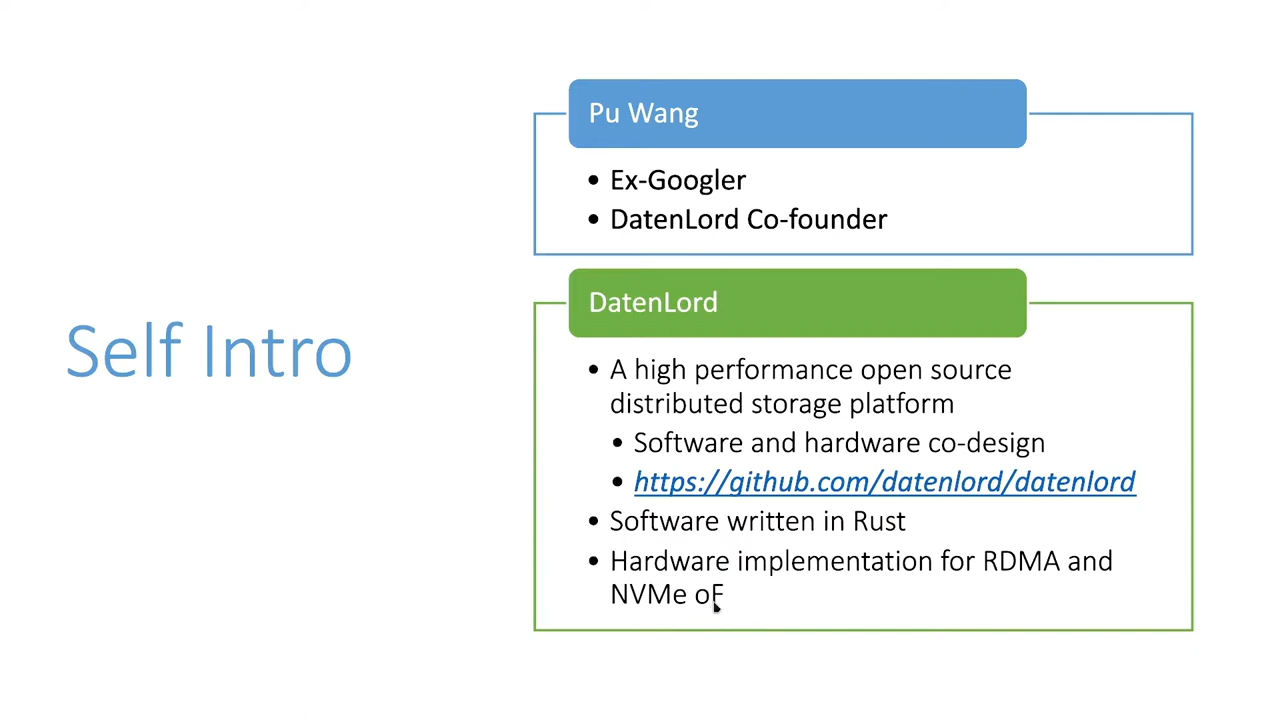 Self Intro
Pu Wang
• Ex-Googler
• DatenLord Co-founder
DatenLord
• A high performance open source
distributed storage platform
• Software and hardware co-design
• https://github.com/datenlord/datenlord
• Software written in Rust
• Hardware implementation for RDMA and
NVMe oF